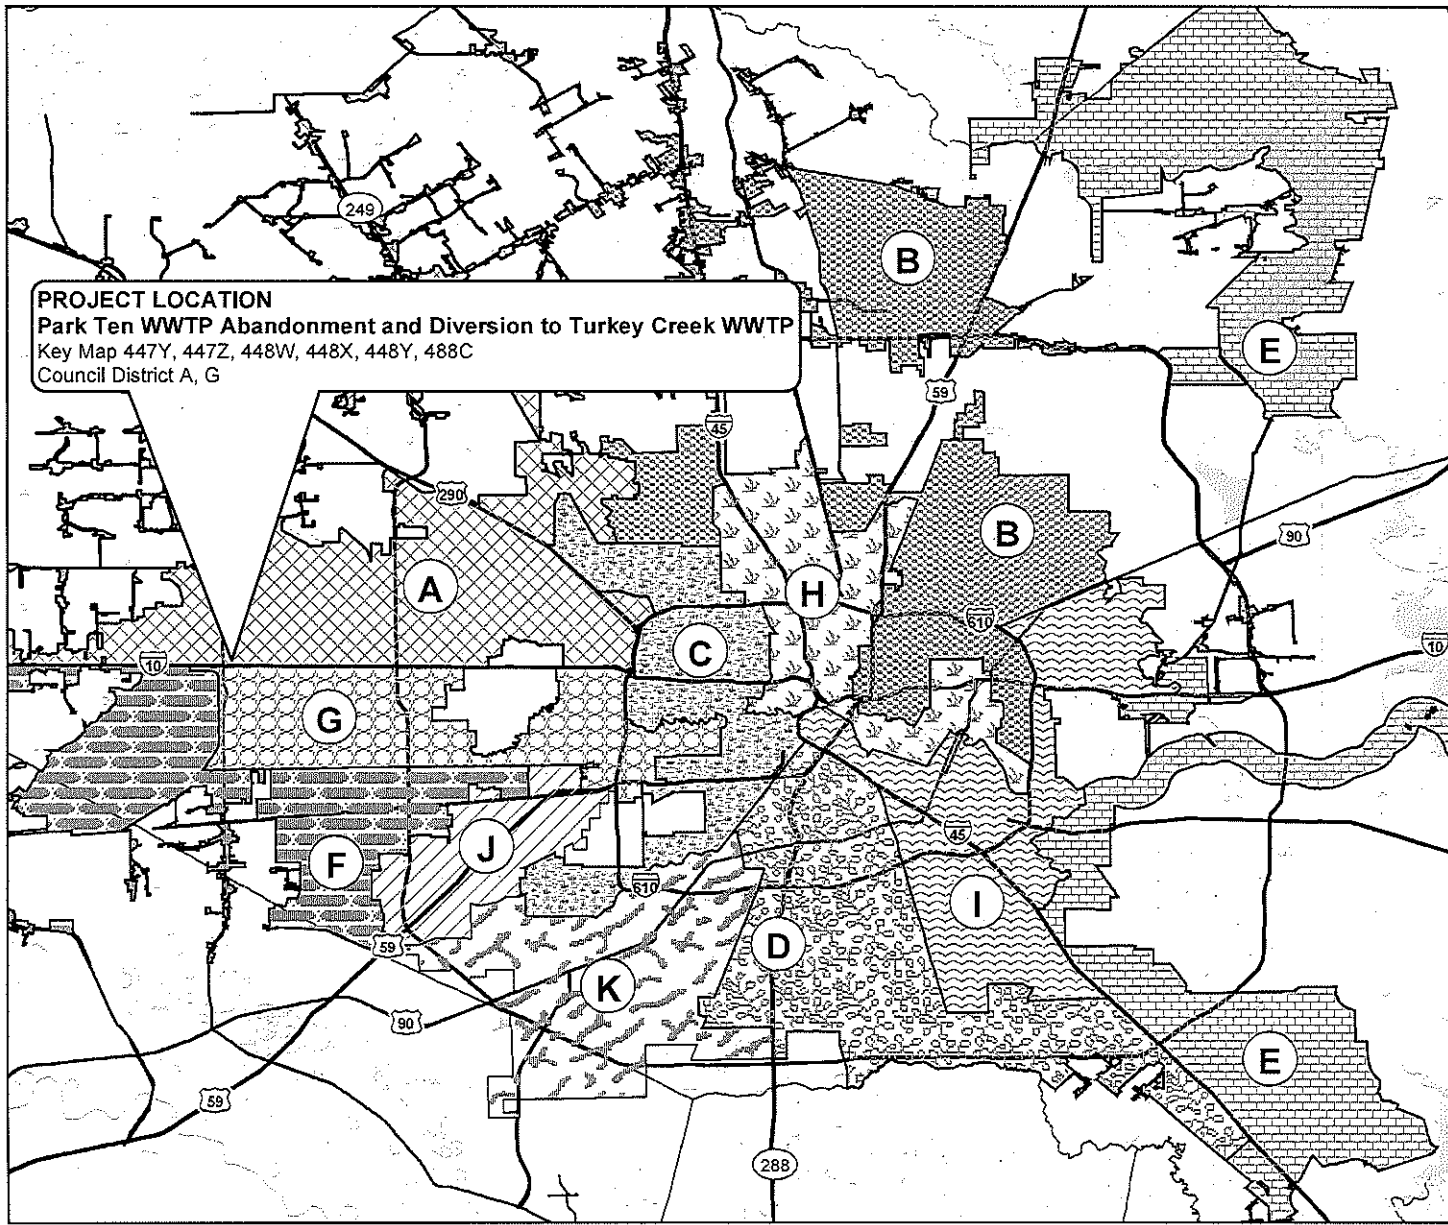 249
B
PROJECT LOCATION
Park Ten WWTP Abandonment and Diversion to Turkey Creek WWTP
Key Map 447Y, 447Z, 448W, 448X, 448Y, 488C
Council District A, G
E
59
45
290
B
90
A
H
610
C
10
10
G
45
J
F
610
I
D
K
90
E
59
59
288